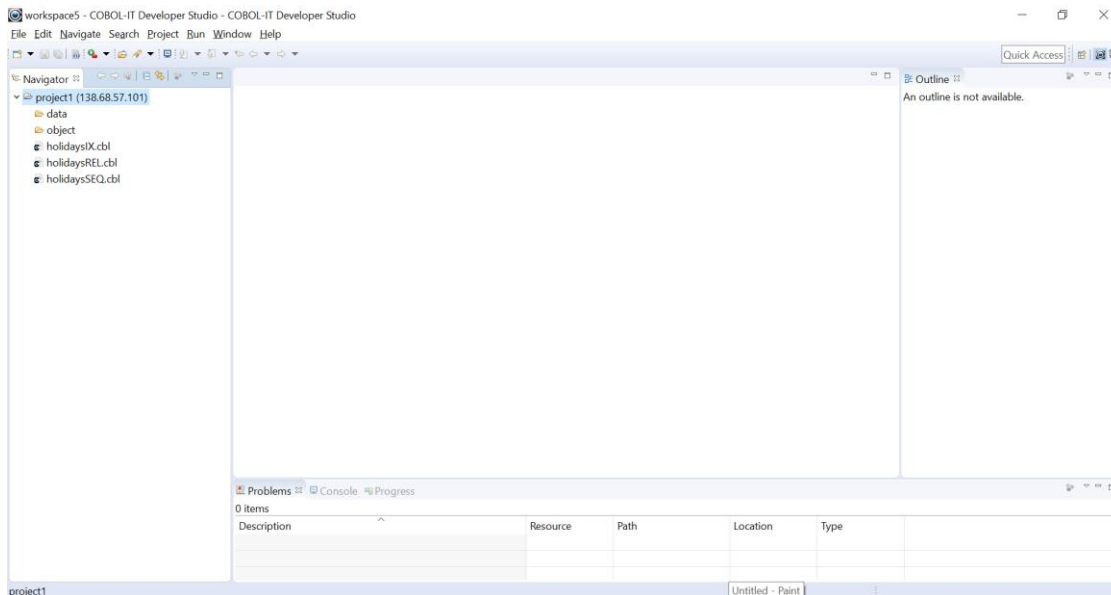 workspace5 - COBOL-IT Developer Studio - COBOL-IT Developer Studio
File Edit Navigate Search Project Run Window Help
Quick Access
Navigator
project1 (138.68.57.101)
data
object
holidaysIX.cbl
holidaysREL.cbl
holidaysSEQ.cbl
Outline
An outline is not available.
Problems Console Progress
0 items
Description Resource Path Location Type
project1
Untitled - Paint